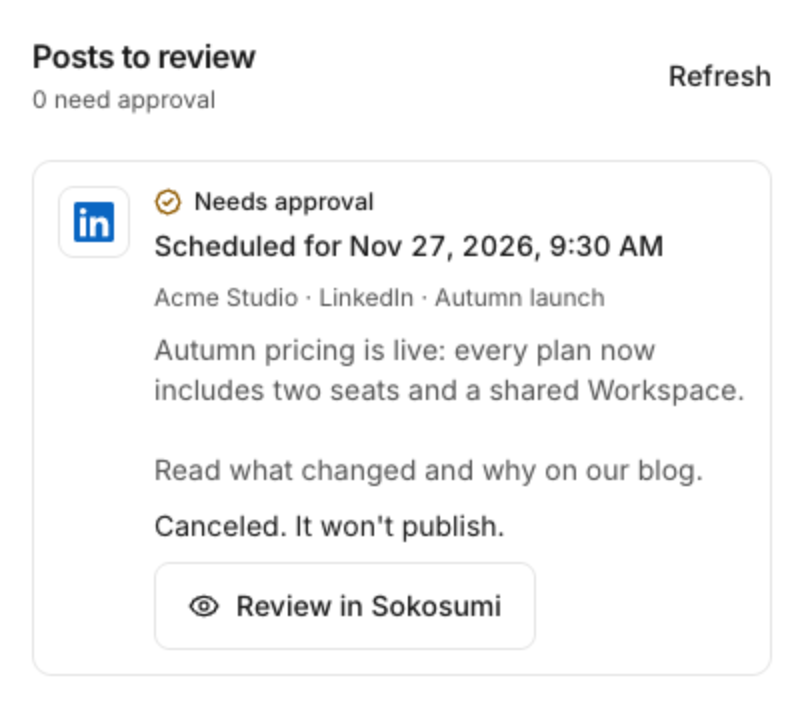 Posts to review
Refresh
0 need approval
in
Needs approval
Scheduled for Nov 27, 2026, 9:30 AM
Acme Studio · LinkedIn · Autumn launch
Autumn pricing is live: every plan now
includes two seats and a shared Workspace.
Read what changed and why on our blog.
Canceled. It won't publish.
Review in Sokosumi